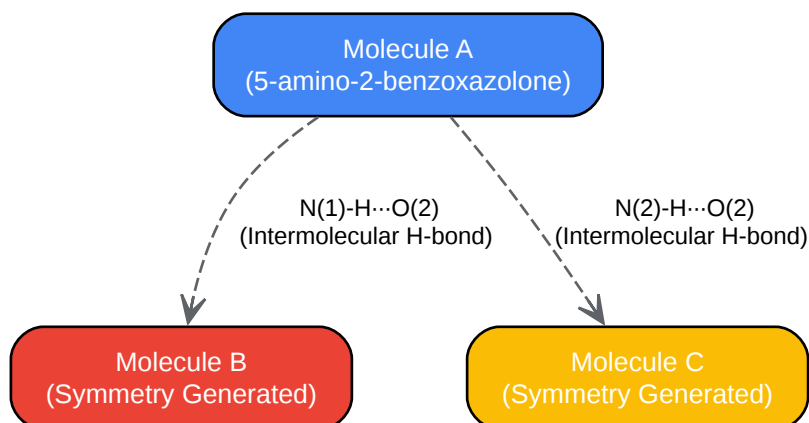 Molecule A
(5-amino-2-benzoxazolone)
N(1)-H···O(2)
(Intermolecular H-bond)
N(2)-H···O(2)
(Intermolecular H-bond)
Molecule B
(Symmetry Generated)
Molecule C
(Symmetry Generated)